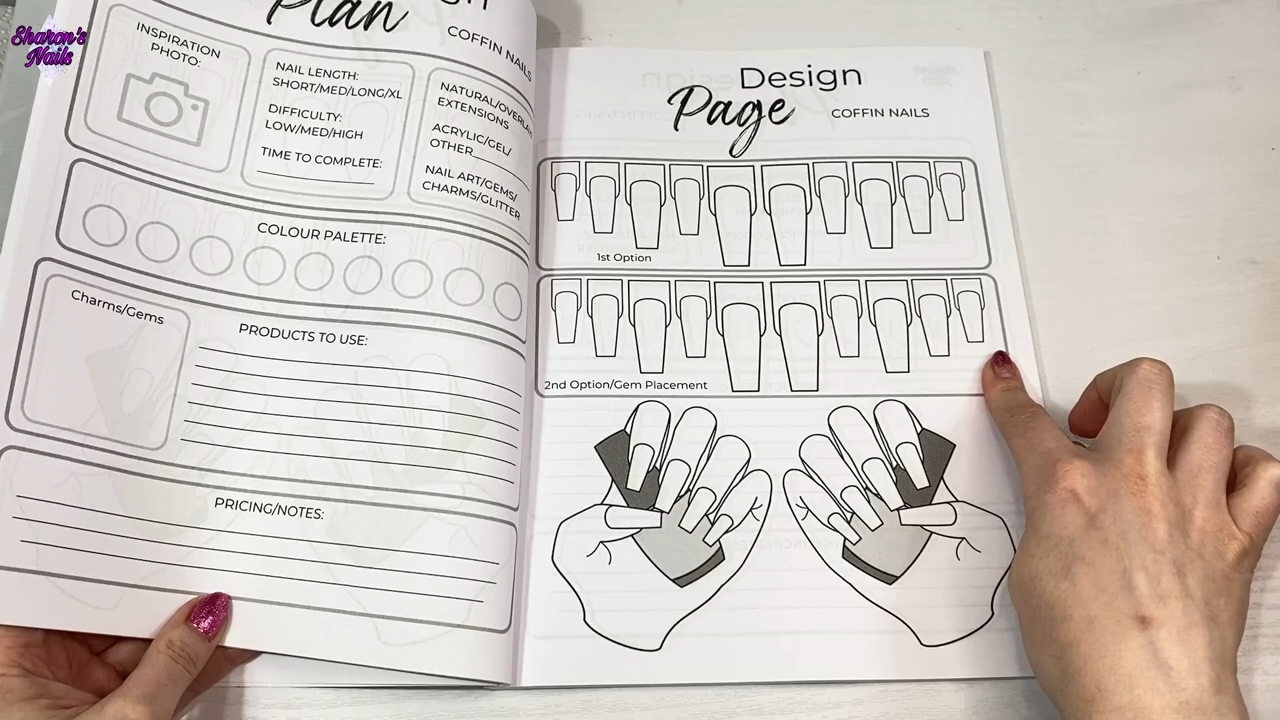 Sharon's
Nails
Plan
COFFIN NAILS
INSPIRATION
PHOTO:
NAIL LENGTH:
SHORT/MED/LONG/XL
DIFFICULTY:
LOW/MED/HIGH
TIME TO COMPLETE:
NATURAL/OVERLAY
EXTENSIONS
ACRYLIC/GEL/
OTHER
NAIL ART/GEMS/
CHARMS/GLITTER
COLOUR PALETTE:
Charms/Gems
PRODUCTS TO USE:
PRICING/NOTES:
Design
Page
COFFIN NAILS
1st Option
2nd Option/Gem Placement